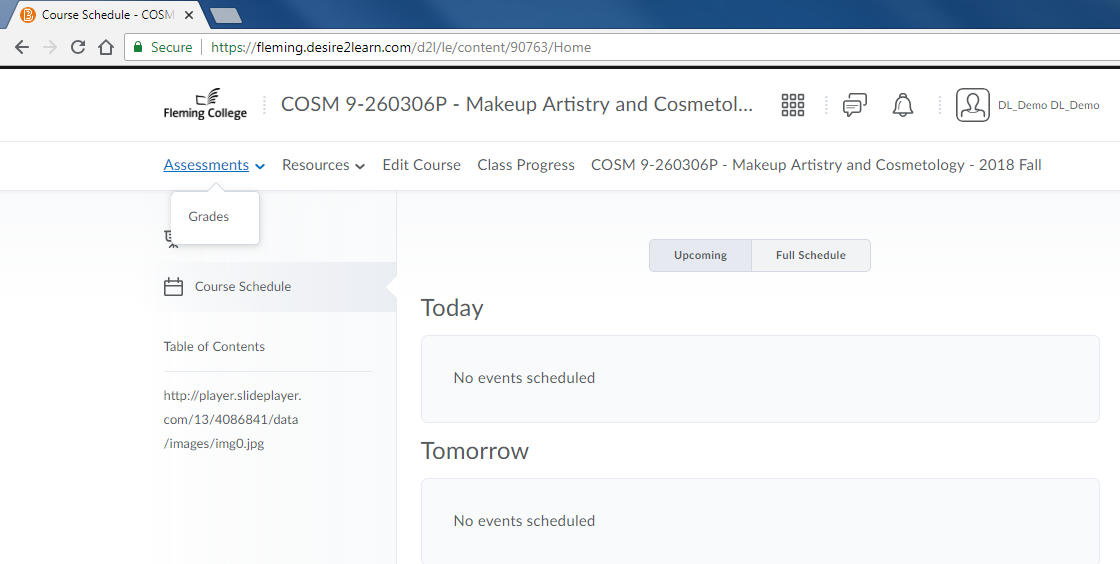 Course Schedule - COSM
Secure https://fleming.desire2learn.com/d2l/le/content/90763/Home
Fleming College
COSM 9-260306P - Makeup Artistry and Cosmetol...
DL_Demo DL_Demo
Assessments Resources Edit Course Class Progress COSM 9-260306P - Makeup Artistry and Cosmetology - 2018 Fall
Grades
Upcoming Full Schedule
Course Schedule
Today
Table of Contents
No events scheduled
http://player.slideplayer.
com/13/4086841/data
/images/img0.jpg
Tomorrow
No events scheduled